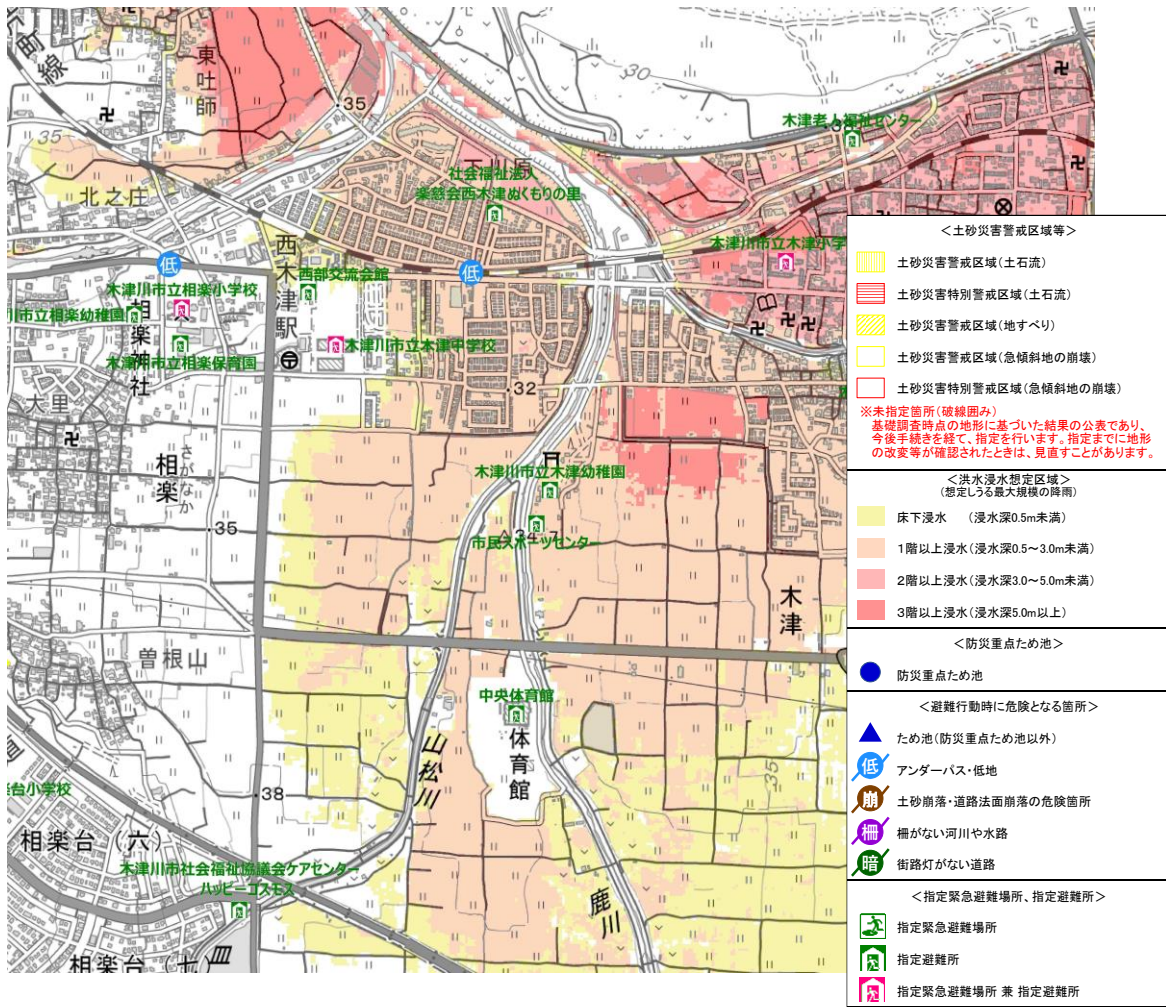 東吐師
35
30
35
木津老人福祉センター
下川原
社会福祉法人
楽慈会西木津ぬくもりの里
北之庄
西木津駅
木津川市立木津小学
低
低
西部交流会館
木津川市立相楽小学校
川市立相楽幼稚園
相楽神社
木津川市立木津中学校
木津川市立相楽保育園
大里
32
相楽
さがなか
木津川市立木津幼稚園
35
市民スポーツセンター
木津
曽根山
中央体育館
体育館
山松川
35
38
台小学校
相楽台(六)
木津川市社会福祉協議会ケアセンター
ハッピーコスモス
鹿川
相楽台(七)
<土砂災害警戒区域等>
土砂災害警戒区域(土石流)
土砂災害特別警戒区域(土石流)
土砂災害警戒区域(地すべり)
土砂災害警戒区域(急傾斜地の崩壊)
土砂災害特別警戒区域(急傾斜地の崩壊)
※未指定箇所(破線囲み)
基礎調査時点の地形に基づいた結果の公表であり、
今後手続きを経て、指定を行います。指定までに地形
の改変等が確認されたときは、見直すことがあります。
<洪水浸水想定区域>
(想定しうる最大規模の降雨)
床下浸水 (浸水深0.5m未満)
1階以上浸水(浸水深0.5~3.0m未満)
2階以上浸水(浸水深3.0~5.0m未満)
3階以上浸水(浸水深5.0m以上)
<防災重点ため池>
防災重点ため池
<避難行動時に危険となる箇所>
ため池(防災重点ため池以外)
低 アンダーパス・低地
崩 土砂崩落・道路法面崩落の危険箇所
柵 柵がない河川や水路
暗 街路灯がない道路
<指定緊急避難場所、指定避難所>
指定緊急避難場所
指定避難所
指定緊急避難場所 兼 指定避難所